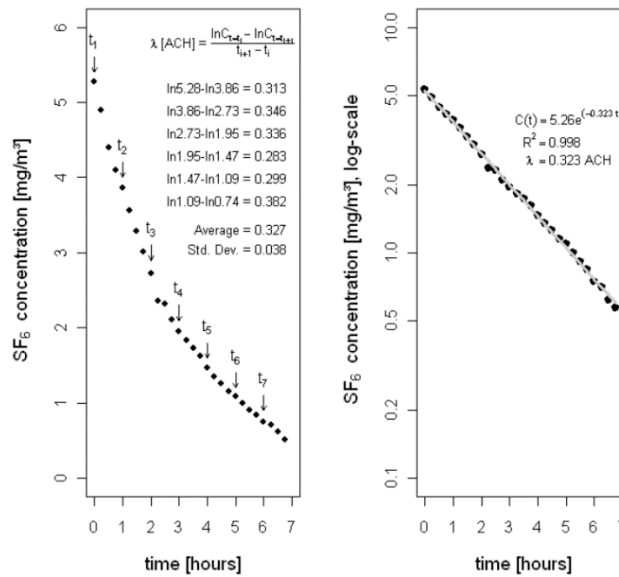 SF6 concentration [mg/m³]
6
5
4
3
2
1
0
t1
t2
t3
t4
t5
t6
t7
λ [ACH] = (lnCt=ti − lnCt=ti+1) / (ti+1 − ti)
ln5.28-ln3.86 = 0.313
ln3.86-ln2.73 = 0.346
ln2.73-ln1.95 = 0.336
ln1.95-ln1.47 = 0.283
ln1.47-ln1.09 = 0.299
ln1.09-ln0.74 = 0.382
Average = 0.327
Std. Dev. = 0.038
0 1 2 3 4 5 6 7
time [hours]
SF6 concentration [mg/m³], log-scale
10.0
5.0
2.0
1.0
0.5
0.2
0.1
C(t) = 5.26e(−0.323 t
R² = 0.998
λ = 0.323 ACH
0 1 2 3 4 5 6 7
time [hours]